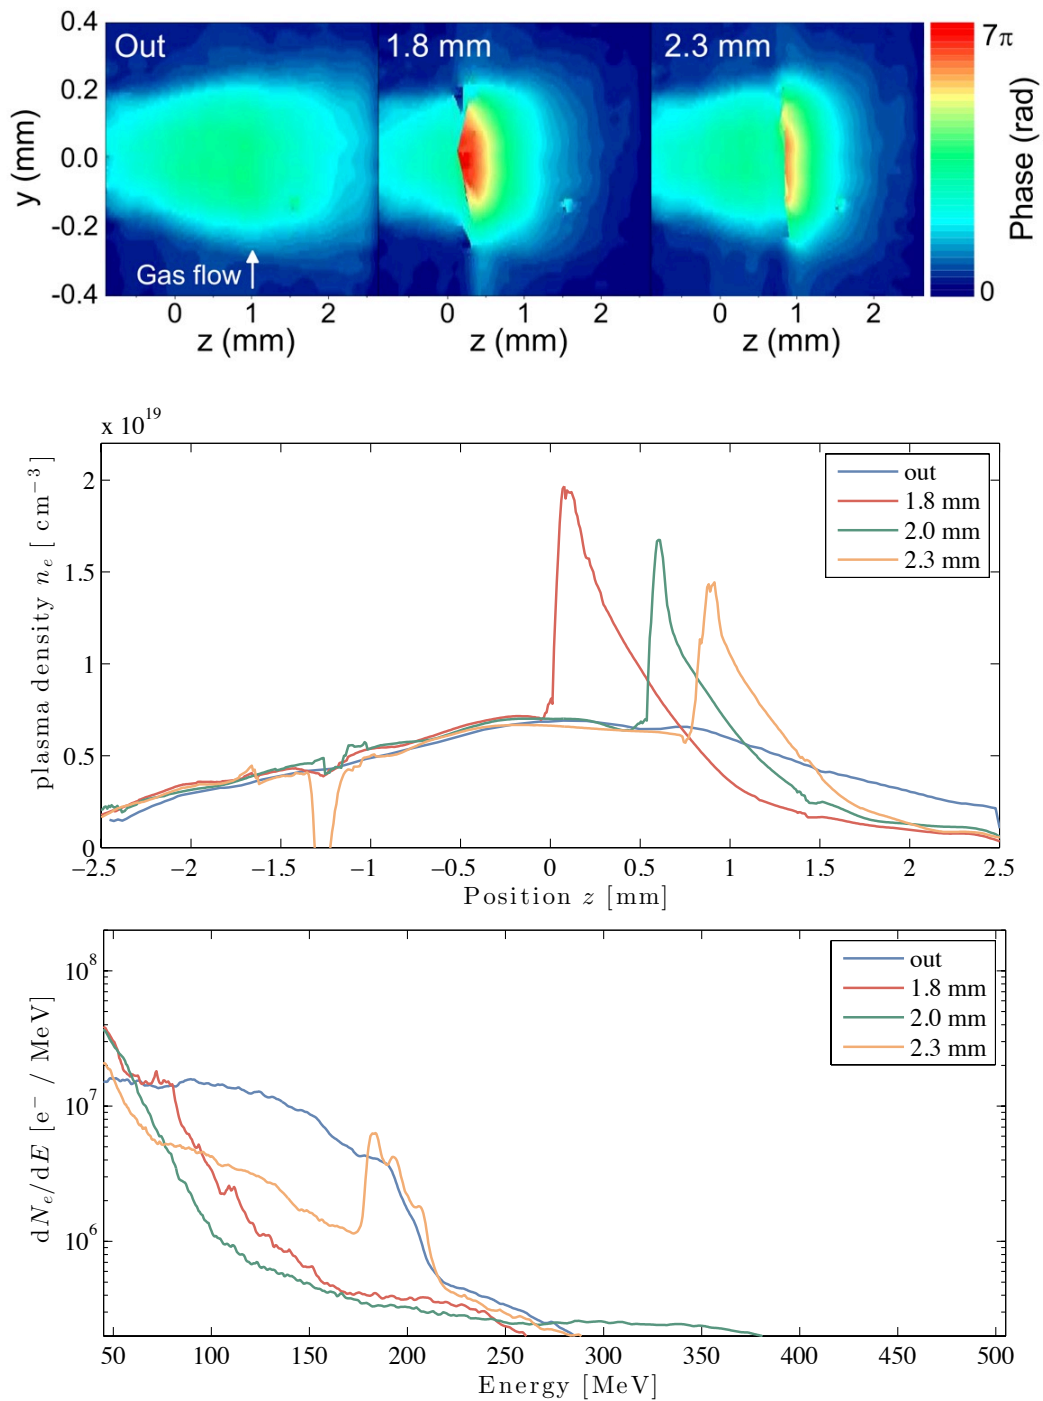 0.4
0.2
0.0
-0.2
-0.4
y (mm)
Out
1.8 mm
2.3 mm
Gas flow
0 1 2
0 1 2
0 1 2
z (mm)
z (mm)
z (mm)
7π
0
Phase (rad)
x 10^19
2
1.5
1
0.5
0
plasma density n_e [ cm^−3 ]
out
1.8 mm
2.0 mm
2.3 mm
−2.5 −2 −1.5 −1 −0.5 0 0.5 1 1.5 2 2.5
Position z [mm]
10^8
10^7
10^6
dN_e/dE [e^− / MeV]
out
1.8 mm
2.0 mm
2.3 mm
50 100 150 200 250 300 350 400 450 500
Energy [MeV]